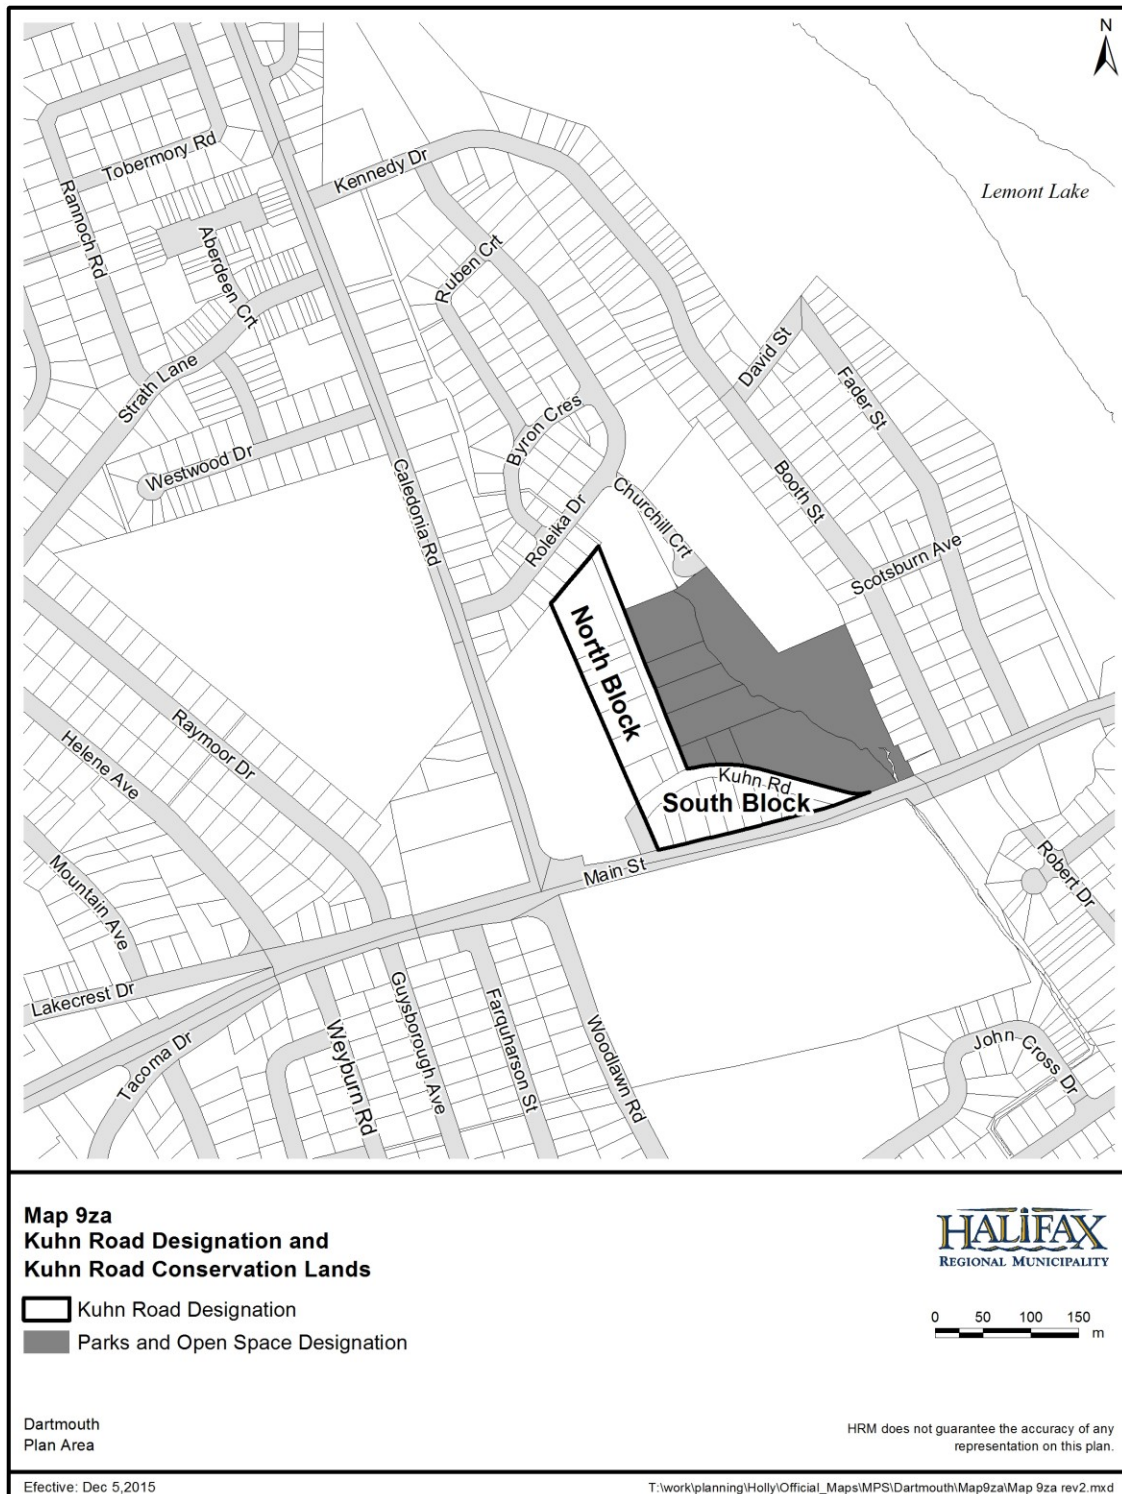 N
Lemont Lake
Tobermory Rd
Kennedy Dr
Rannoch Rd
Aberdeen Crt
Ruben Crt
Strath Lane
David St
Fader St
Byron Cres
Westwood Dr
Caledonia Rd
Booth St
Churchill Crt
Roleika Dr
Scotsburn Ave
North Block
Raymoor Dr
Helene Ave
Kuhn Rd
South Block
Main St
Mountain Ave
Robert Dr
Lakecrest Dr
Guysborough Ave
Farquharson St
Woodlawn Rd
Weyburn Rd
Tacoma Dr
John Cross Dr
Map 9za
Kuhn Road Designation and
Kuhn Road Conservation Lands
Kuhn Road Designation
Parks and Open Space Designation
HALIFAX
REGIONAL MUNICIPALITY
0 50 100 150
m
Dartmouth
Plan Area
HRM does not guarantee the accuracy of any
representation on this plan.
Efective: Dec 5,2015
T:\work\planning\Holly\Official_Maps\MPS\Dartmouth\Map9za\Map 9za rev2.mxd